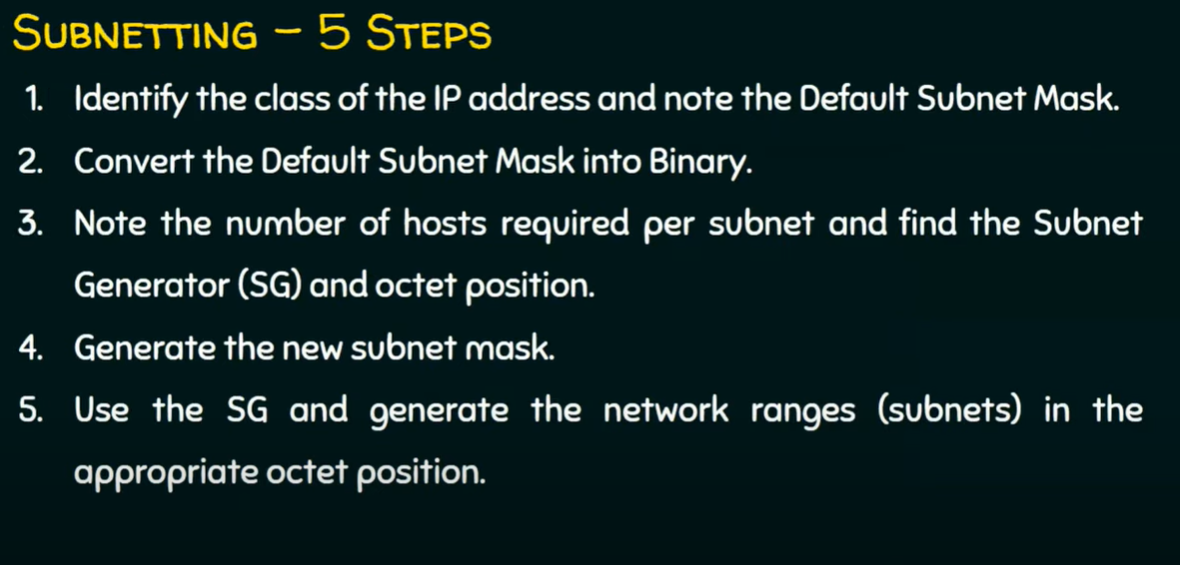 SUBNETTING – 5 STEPS
1. Identify the class of the IP address and note the Default Subnet Mask.
2. Convert the Default Subnet Mask into Binary.
3. Note the number of hosts required per subnet and find the Subnet
Generator (SG) and octet position.
4. Generate the new subnet mask.
5. Use the SG and generate the network ranges (subnets) in the
appropriate octet position.